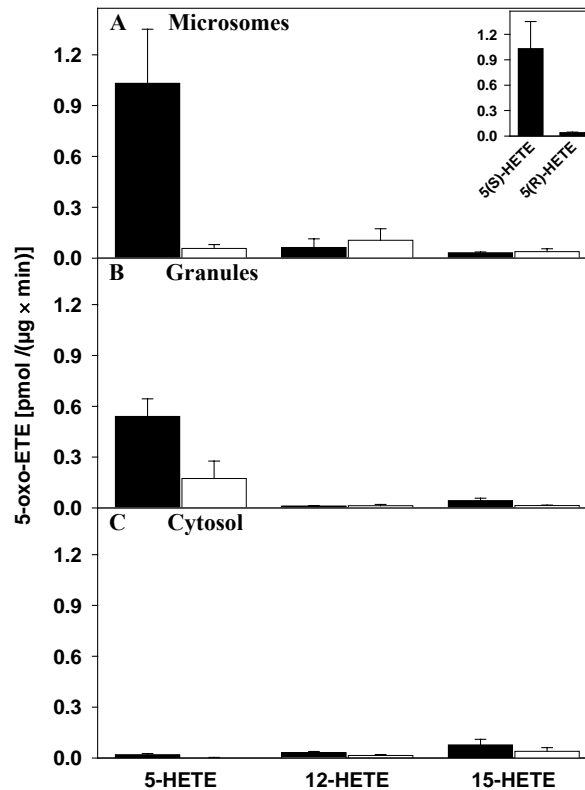 A Microsomes
1.2
0.9
0.6
0.3
0.0
1.2
0.9
0.6
0.3
0.0
5(S)-HETE
5(R)-HETE
B Granules
1.2
0.9
0.6
0.3
0.0
5-oxo-ETE [pmol /(µg × min)]
C Cytosol
1.2
0.9
0.6
0.3
0.0
5-HETE 12-HETE 15-HETE